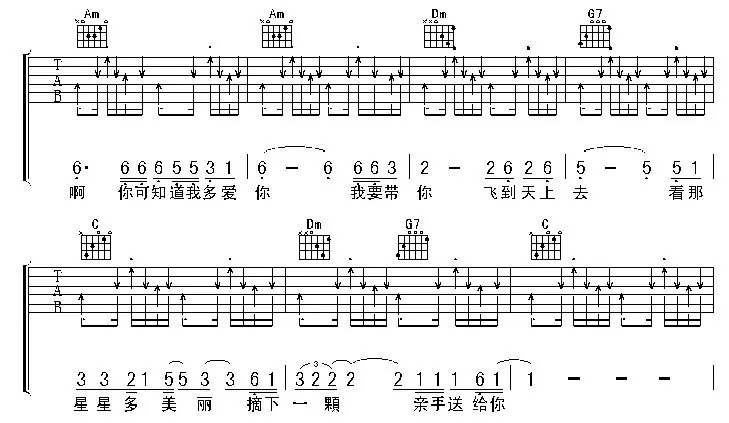 Am Am Dm G7
T
A
B
6· 6 6 6 5 5 3 1 | 6 — 6 6 6 3 | 2 — 2 6 2 6 | 5 — 5 5 1 |
啊 你可知道我多爱 你 我要带 你 飞到天上 去 看那
C Dm G7 C
T
A
B
3 3 2 1 5 5 3 3 6 1 | 3 2 2 2 2 1 1 1 6 1 | 1 — — —
3
星星多 美 丽 摘下 一颗 亲手送 给你